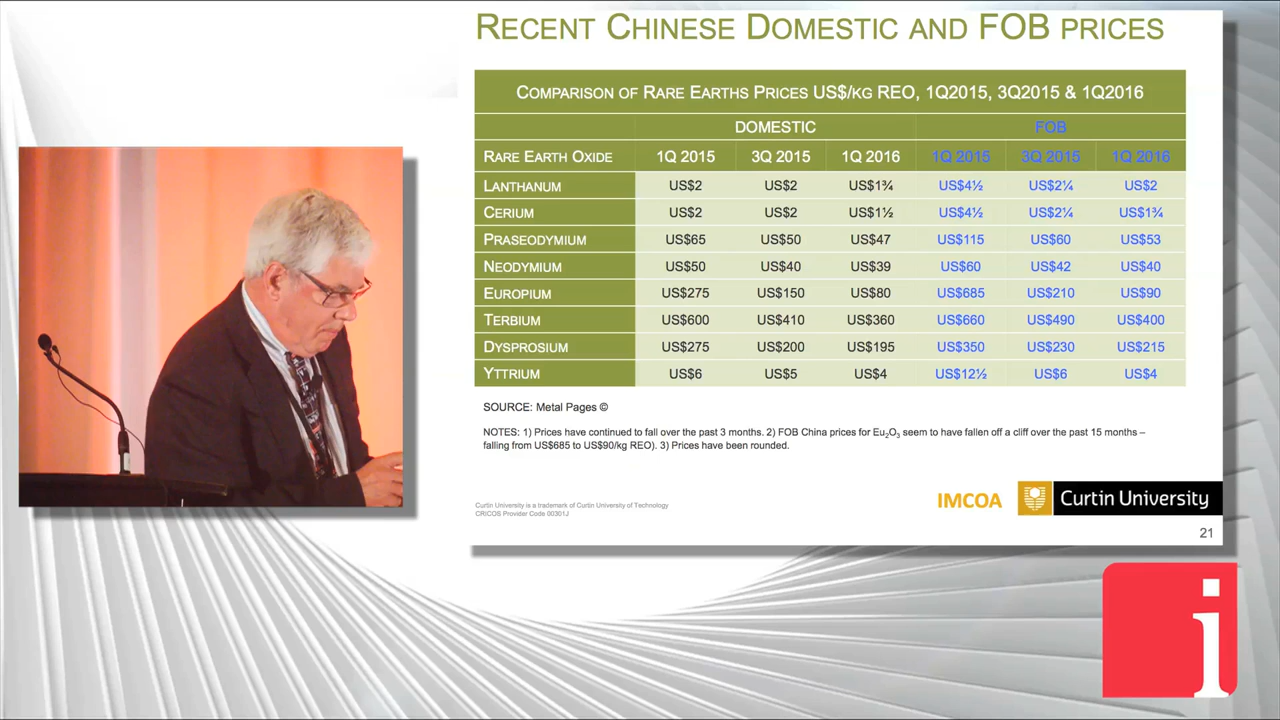 RECENT CHINESE DOMESTIC AND FOB PRICES
COMPARISON OF RARE EARTHS PRICES US$/KG REO, 1Q2015, 3Q2015 & 1Q2016
DOMESTIC FOB
RARE EARTH OXIDE 1Q 2015 3Q 2015 1Q 2016 1Q 2015 3Q 2015 1Q 2016
LANTHANUM US$2 US$2 US$1¾ US$4½ US$2¼ US$2
CERIUM US$2 US$2 US$1½ US$4½ US$2¼ US$1¾
PRASEODYMIUM US$65 US$50 US$47 US$115 US$60 US$53
NEODYMIUM US$50 US$40 US$39 US$60 US$42 US$40
EUROPIUM US$275 US$150 US$80 US$685 US$210 US$90
TERBIUM US$600 US$410 US$360 US$660 US$490 US$400
DYSPROSIUM US$275 US$200 US$195 US$350 US$230 US$215
YTTRIUM US$6 US$5 US$4 US$12½ US$6 US$4
SOURCE: Metal Pages ©
NOTES: 1) Prices have continued to fall over the past 3 months. 2) FOB China prices for Eu₂O₃ seem to have fallen off a cliff over the past 15 months –
falling from US$685 to US$90/kg REO). 3) Prices have been rounded.
Curtin University is a trademark of Curtin University of Technology
CRICOS Provider Code 00301J
IMCOA Curtin University
21
i